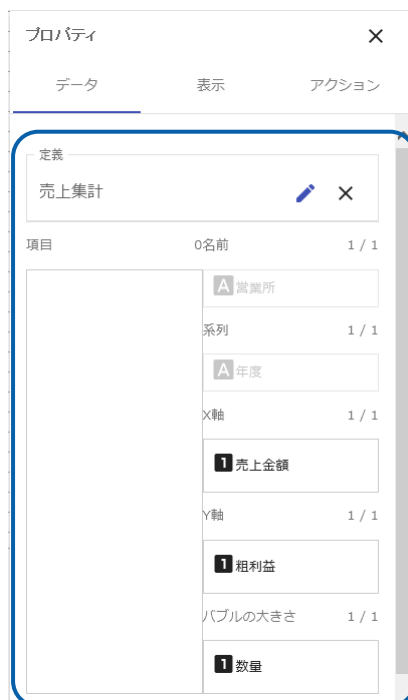 プロパティ
データ 表示 アクション
定義
売上集計
項目 0 名前 1 / 1
A 営業所
系列 1 / 1
A 年度
X軸 1 / 1
1 売上金額
Y軸 1 / 1
1 粗利益
バブルの大きさ 1 / 1
1 数量